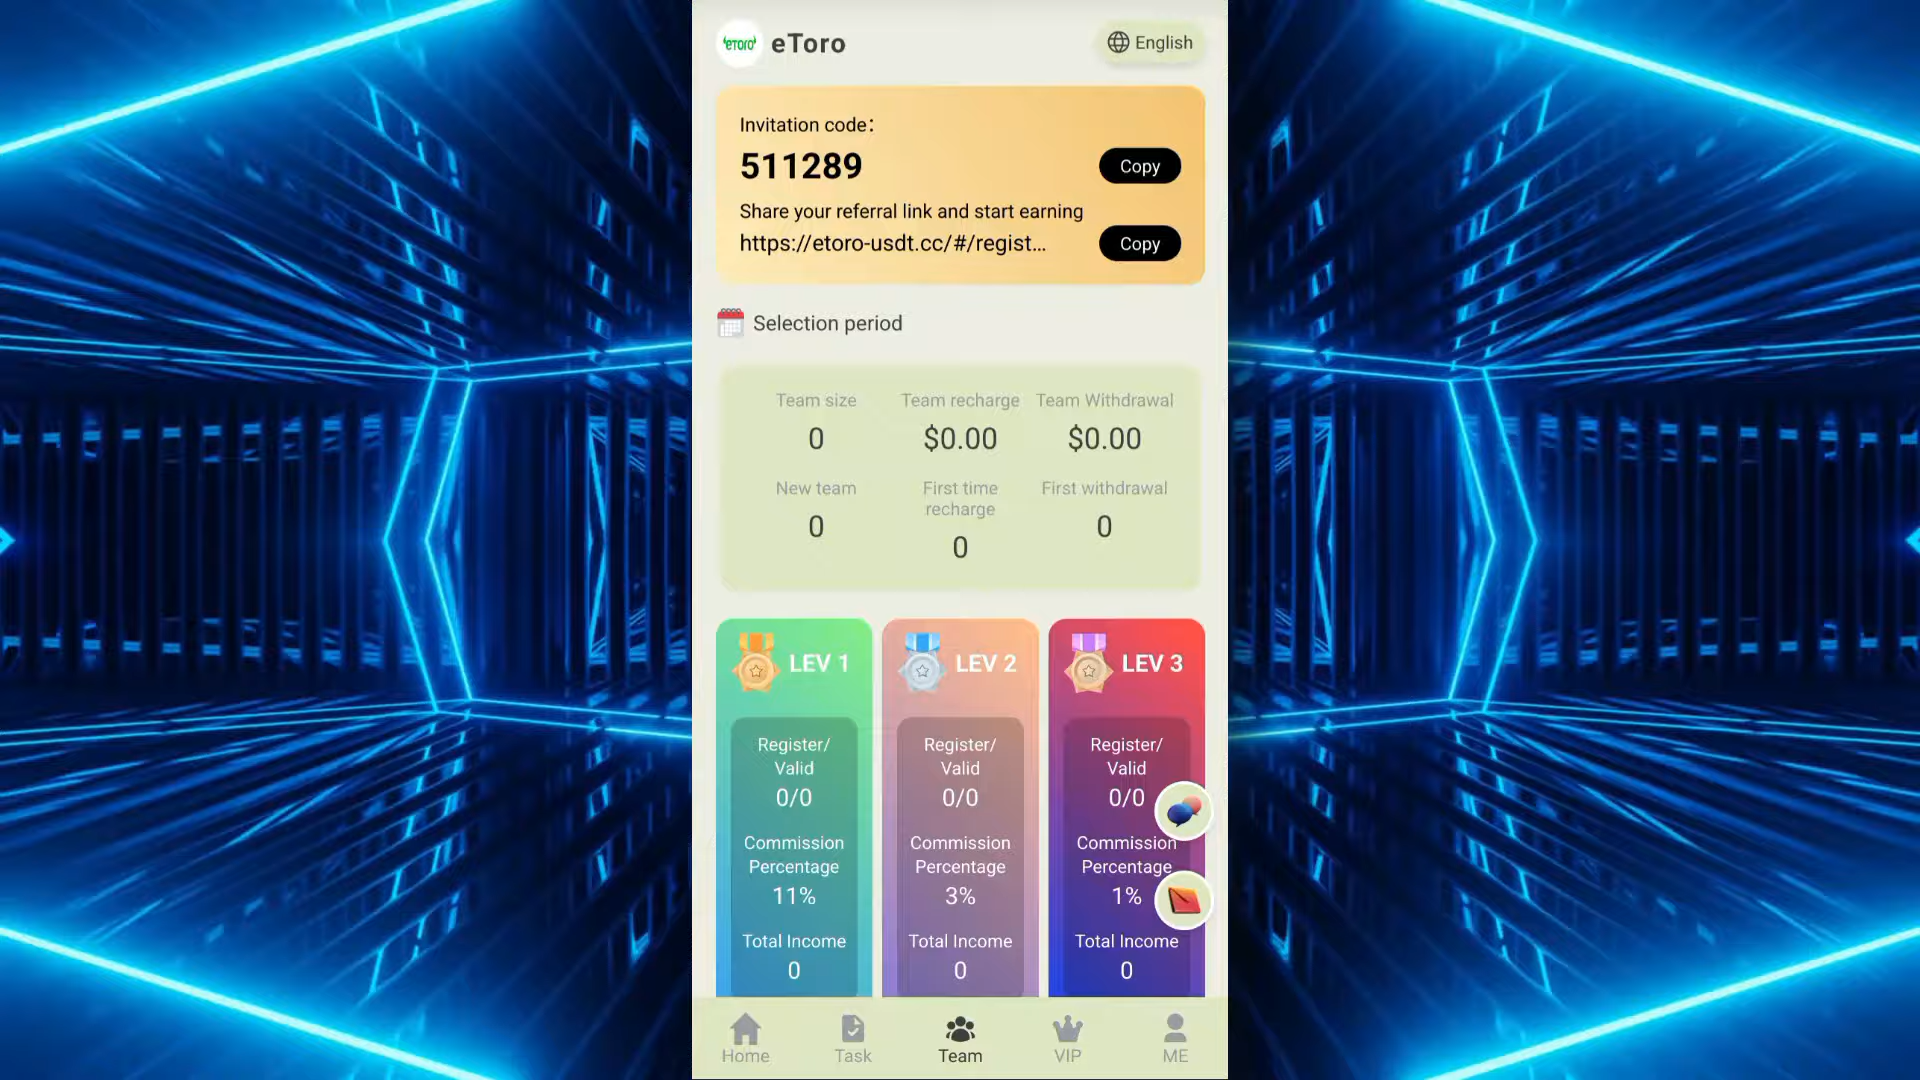 eToro
eToro
English
Invitation code:
511289
Copy
Share your referral link and start earning
https://etoro-usdt.cc/#/regist...
Copy
Selection period
Team size
Team recharge
Team Withdrawal
0
$0.00
$0.00
New team
First time
recharge
First withdrawal
0
0
0
LEV 1
LEV 2
LEV 3
Register/
Valid
0/0
Commission
Percentage
11%
Total Income
0
Register/
Valid
0/0
Commission
Percentage
3%
Total Income
0
Register/
Valid
0/0
Commission
Percentage
1%
Total Income
0
Home
Task
Team
VIP
ME